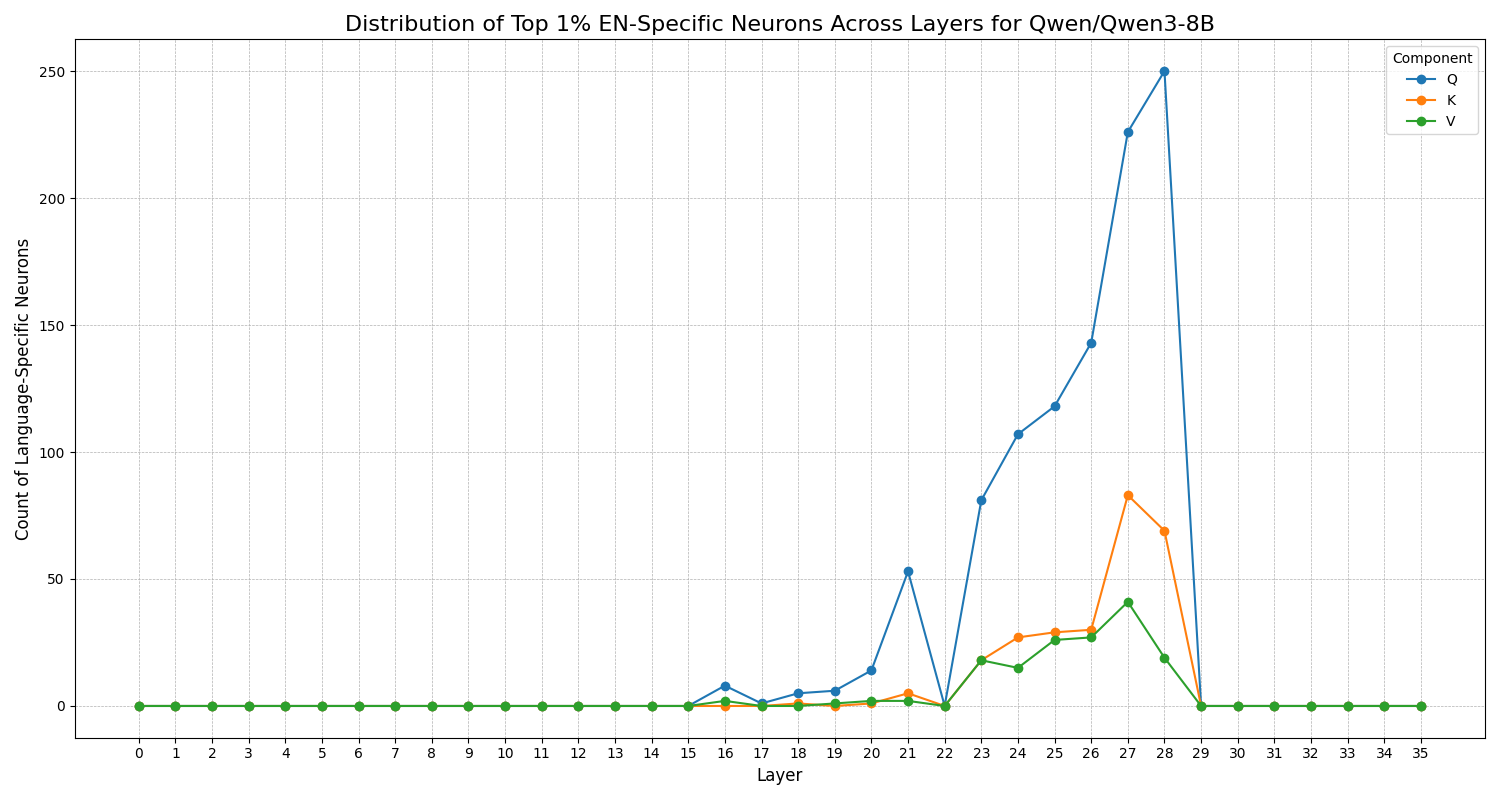 Distribution of Top 1% EN-Specific Neurons Across Layers for Qwen/Qwen3-8B
Count of Language-Specific Neurons
250
200
150
100
50
0
Component
Q
K
V
0 1 2 3 4 5 6 7 8 9 10 11 12 13 14 15 16 17 18 19 20 21 22 23 24 25 26 27 28 29 30 31 32 33 34 35
Layer